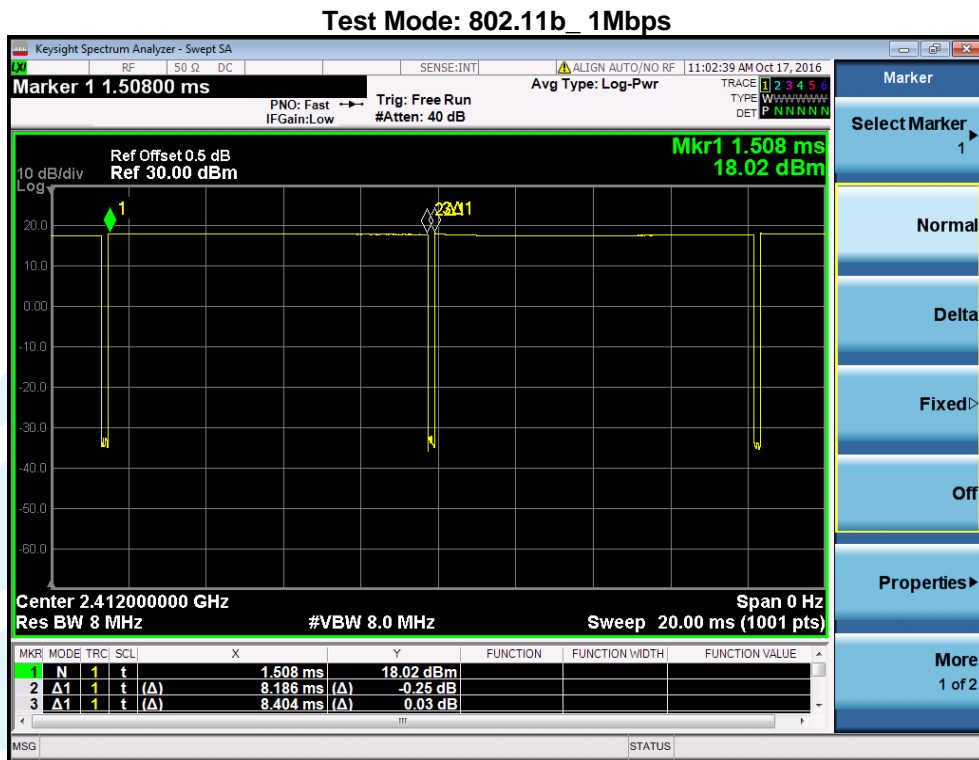 Test Mode: 802.11b_ 1Mbps
Keysight Spectrum Analyzer - Swept SA
LXI RF 50 Ω DC SENSE:INT ALIGN AUTO/NO RF 11:02:39 AM Oct 17, 2016
Marker 1 1.50800 ms
PNO: Fast
IFGain:Low
Trig: Free Run
#Atten: 40 dB
Avg Type: Log-Pwr
TRACE 1 2 3 4 5 6
TYPE WWWWWW
DET P N N N N N
Ref Offset 0.5 dB
10 dB/div Ref 30.00 dBm
Log
Mkr1 1.508 ms
18.02 dBm
1
20.0
10.0
0.00
-10.0
-20.0
-30.0
-40.0
-50.0
-60.0
Center 2.412000000 GHz Span 0 Hz
Res BW 8 MHz #VBW 8.0 MHz Sweep 20.00 ms (1001 pts)
MKR MODE TRC SCL X Y FUNCTION FUNCTION WIDTH FUNCTION VALUE
1 N 1 t 1.508 ms 18.02 dBm
2 Δ1 1 t (Δ) 8.186 ms (Δ) -0.25 dB
3 Δ1 1 t (Δ) 8.404 ms (Δ) 0.03 dB
MSG STATUS
Marker
Select Marker
1
Normal
Delta
Fixed
Off
Properties
More
1 of 2